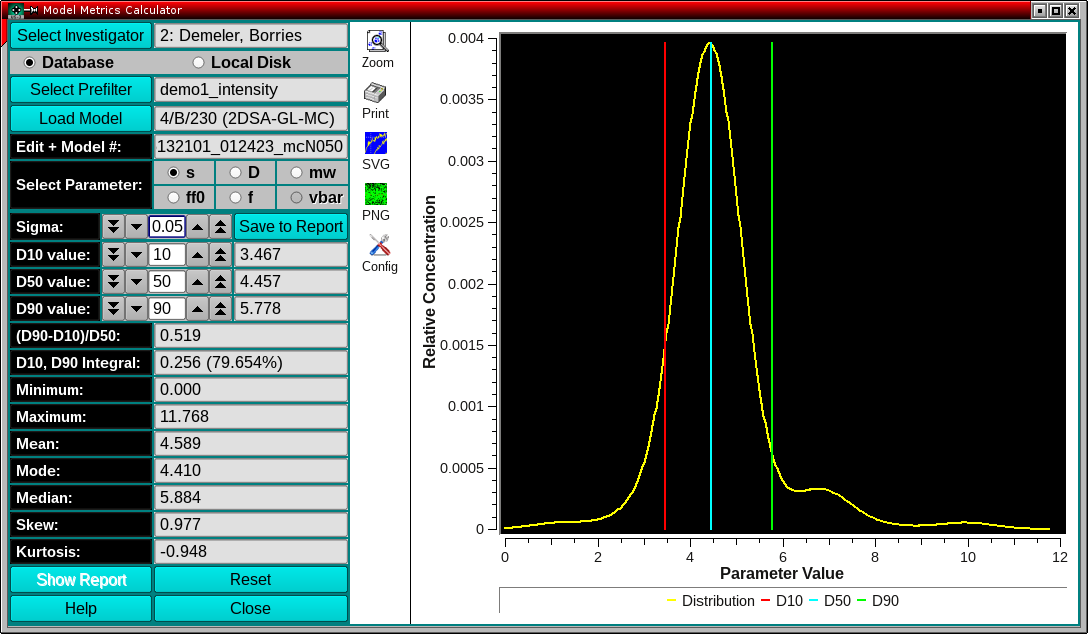 Model Metrics Calculator
Select Investigator 2: Demeler, Borries
Database Local Disk
Select Prefilter demo1_intensity
Load Model 4/B/230 (2DSA-GL-MC)
Edit + Model #: 132101_012423_mcN050
Select Parameter:
s D mw
ff0 f vbar
Sigma: 0.05 Save to Report
D10 value: 10 3.467
D50 value: 50 4.457
D90 value: 90 5.778
(D90-D10)/D50: 0.519
D10, D90 Integral: 0.256 (79.654%)
Minimum: 0.000
Maximum: 11.768
Mean: 4.589
Mode: 4.410
Median: 5.884
Skew: 0.977
Kurtosis: -0.948
Show Report Reset
Help Close
Zoom
Print
SVG
PNG
Config
Relative Concentration
0.004
0.0035
0.003
0.0025
0.002
0.0015
0.001
0.0005
0
0 2 4 6 8 10 12
Parameter Value
Distribution D10 D50 D90